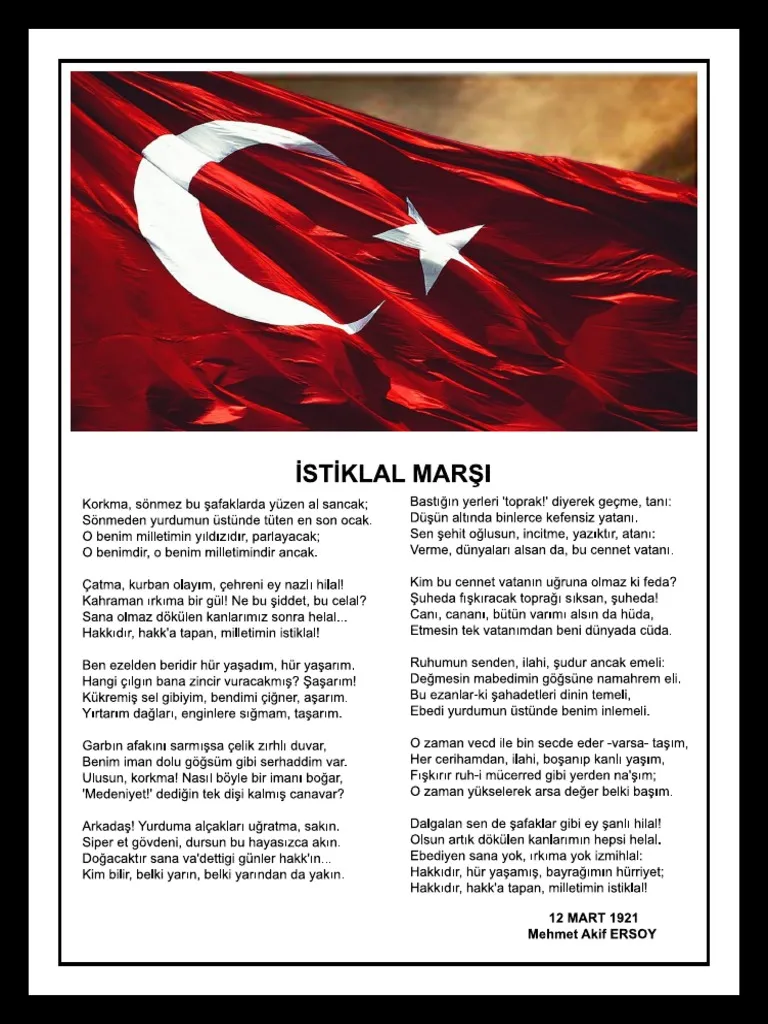 İSTİKLAL MARŞI
Korkma, sönmez bu şafaklarda yüzen al sancak;
Sönmeden yurdumun üstünde tüten en son ocak.
O benim milletimin yıldızıdır, parlayacak;
O benimdir, o benim milletimindir ancak.
Çatma, kurban olayım, çehreni ey nazlı hilal!
Kahraman ırkıma bir gül! Ne bu şiddet, bu celal?
Sana olmaz dökülen kanlarımız sonra helal...
Hakkıdır, hakk'a tapan, milletimin istiklal!
Ben ezelden beridir hür yaşadım, hür yaşarım.
Hangi çılgın bana zincir vuracakmış? Şaşarım!
Kükremiş sel gibiyim, bendimi çiğner, aşarım.
Yırtarım dağları, enginlere sığmam, taşarım.
Garbın afakını sarmışsa çelik zırhlı duvar,
Benim iman dolu göğsüm gibi serhaddim var.
Ulusun, korkma! Nasıl böyle bir imanı boğar,
'Medeniyet!' dediğin tek dişi kalmış canavar?
Arkadaş! Yurduma alçakları uğratma, sakın.
Siper et gövdeni, dursun bu hayasızca akın.
Doğacaktır sana va'dettigi günler hakk'ın...
Kim bilir, belki yarın, belki yarından da yakın.
Bastığın yerleri 'toprak!' diyerek geçme, tanı:
Düşün altında binlerce kefensiz yatanı.
Sen şehit oğlusun, incitme, yazıktır, atanı:
Verme, dünyaları alsan da, bu cennet vatanı.
Kim bu cennet vatanın uğruna olmaz ki feda?
Şuheda fışkıracak toprağı sıksan, şuheda!
Canı, cananı, bütün varımı alsın da hüda,
Etmesin tek vatanımdan beni dünyada cüda.
Ruhumun senden, ilahi, şudur ancak emeli:
Değmesin mabedimin göğsüne namahrem eli.
Bu ezanlar-ki şahadetleri dinin temeli,
Ebedi yurdumun üstünde benim inlemeli.
O zaman vecd ile bin secde eder -varsa- taşım,
Her cerihamdan, ilahi, boşanıp kanlı yaşım,
Fışkırır ruh-i mücerred gibi yerden na'şım;
O zaman yükselerek arsa değer belki başım.
Dalgalan sen de şafaklar gibi ey şanlı hilal!
Olsun artık dökülen kanlarımın hepsi helal.
Ebediyen sana yok, ırkıma yok izmihlal:
Hakkıdır, hür yaşamış, bayrağımın hürriyet;
Hakkıdır, hakk'a tapan, milletimin istiklal!
12 MART 1921
Mehmet Akif ERSOY